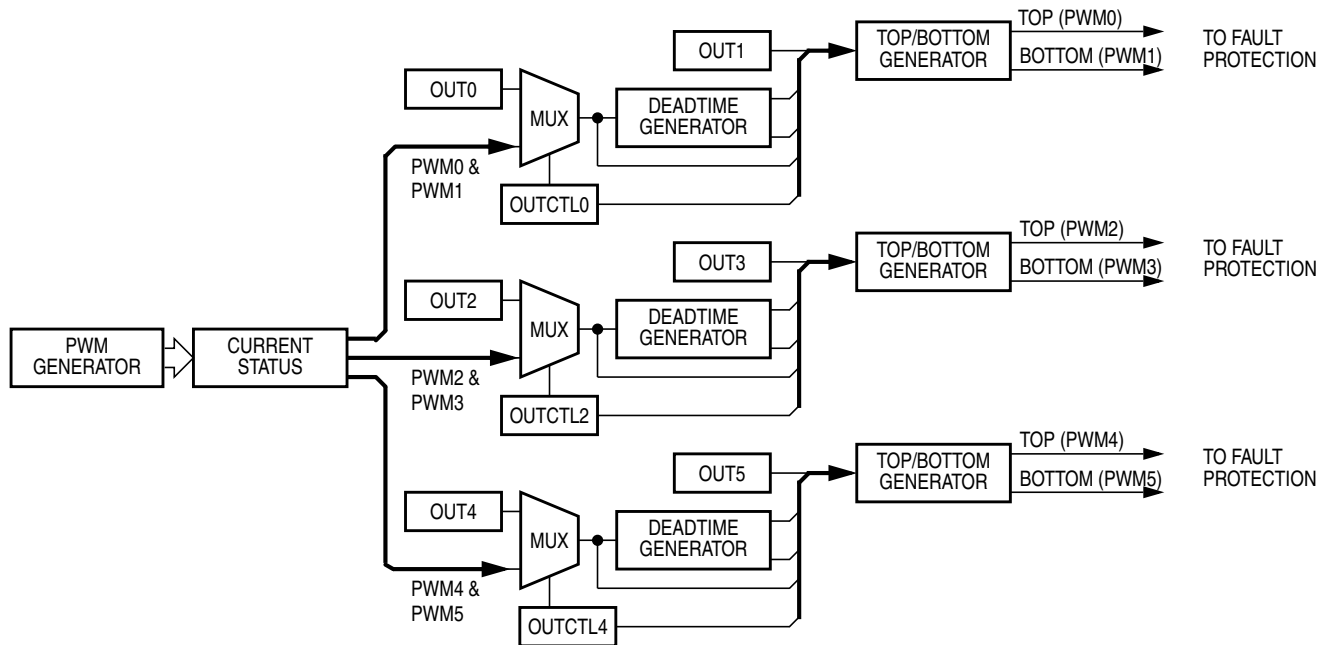 TOP (PWM0)
OUT1
TOP/BOTTOM
GENERATOR
TO FAULT
PROTECTION
BOTTOM (PWM1)
OUT0
MUX
DEADTIME
GENERATOR
PWM0 &
PWM1
OUTCTL0
TOP (PWM2)
OUT3
TOP/BOTTOM
GENERATOR
TO FAULT
PROTECTION
BOTTOM (PWM3)
OUT2
MUX
DEADTIME
GENERATOR
PWM
GENERATOR
CURRENT
STATUS
PWM2 &
PWM3
OUTCTL2
TOP (PWM4)
OUT5
TOP/BOTTOM
GENERATOR
TO FAULT
PROTECTION
BOTTOM (PWM5)
OUT4
MUX
DEADTIME
GENERATOR
PWM4 &
PWM5
OUTCTL4